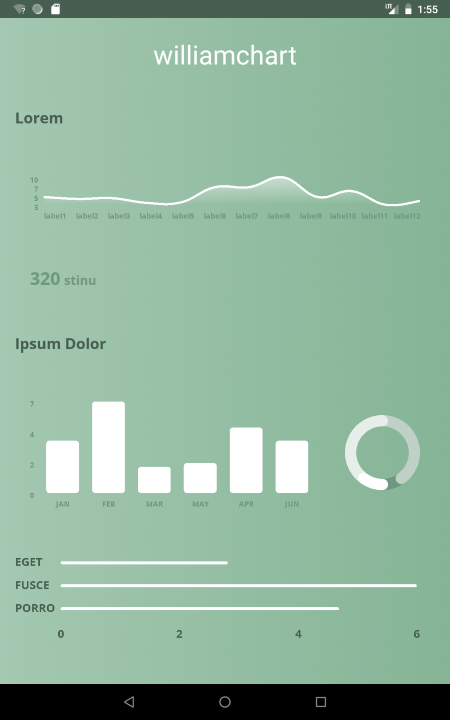 LTE 1:55
williamchart
Lorem
10
7
5
3
label1 label2 label3 label4 label5 label6 label7 label8 label9 label10 label11 label12
320 stinu
Ipsum Dolor
7
4
2
0
JAN FEB MAR MAY APR JUN
EGET
FUSCE
PORRO
0 2 4 6